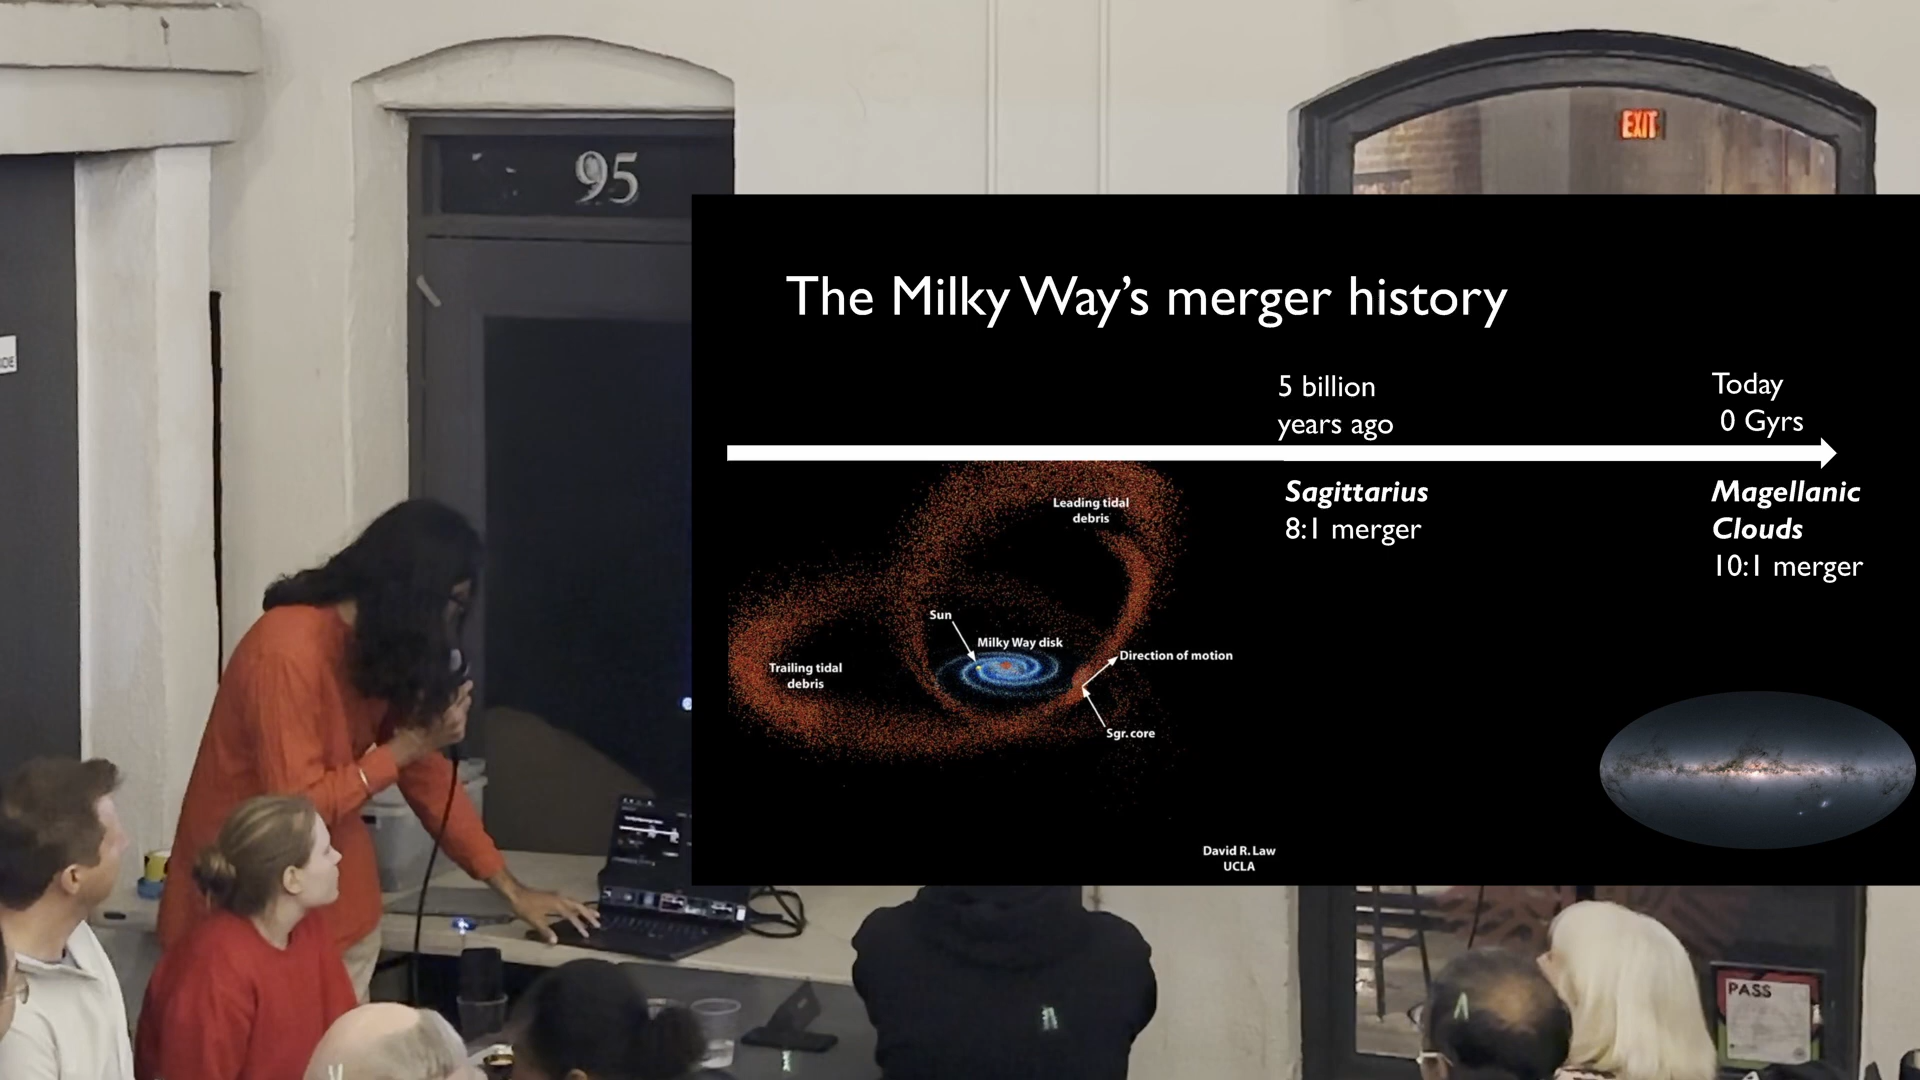 EXIT
95
The Milky Way's merger history
5 billion
years ago
Today
0 Gyrs
Sagittarius
8:1 merger
Magellanic
Clouds
10:1 merger
Leading tidal
debris
Sun
Milky Way disk
Direction of motion
Trailing tidal
debris
Sgr. core
David R. Law
UCLA
PASS